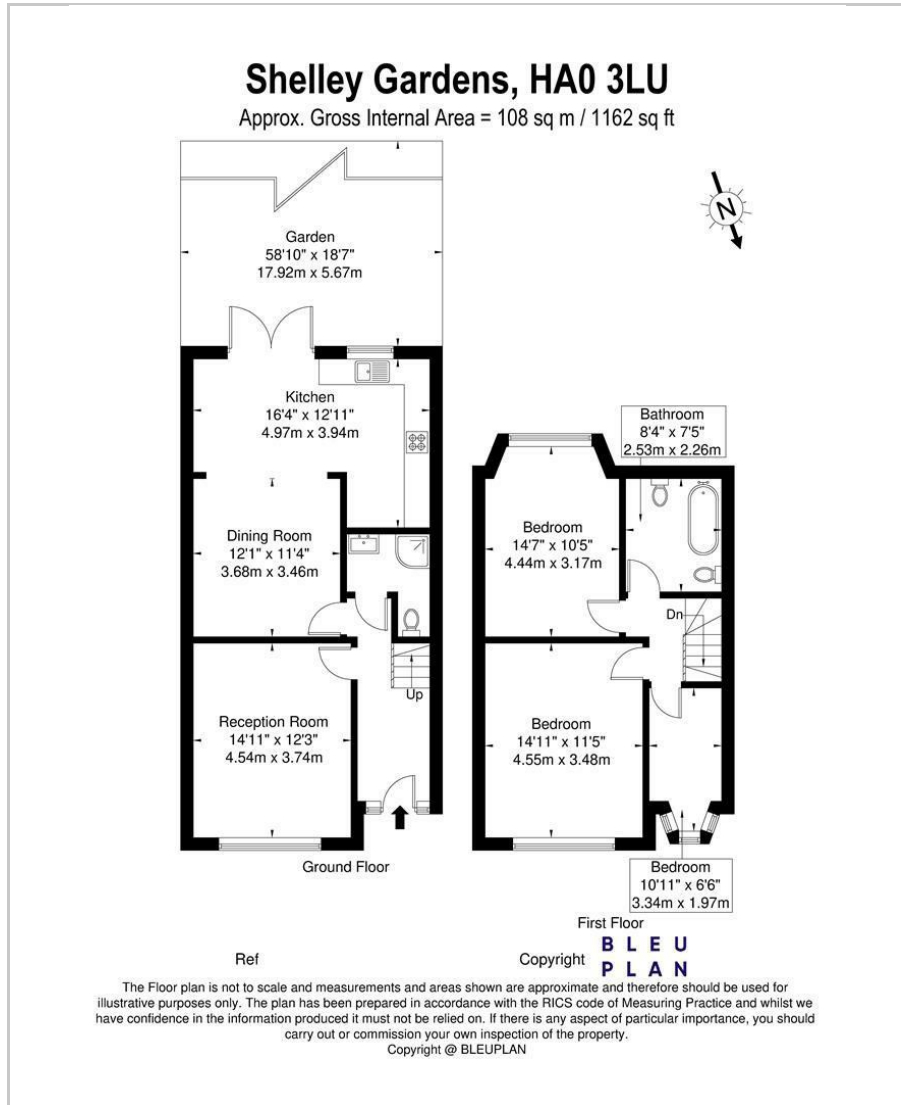 Shelley Gardens, HA0 3LU
Approx. Gross Internal Area = 108 sq m / 1162 sq ft
N
Garden
58'10" x 18'7"
17.92m x 5.67m
Kitchen
16'4" x 12'11"
4.97m x 3.94m
Dining Room
12'1" x 11'4"
3.68m x 3.46m
Up
Reception Room
14'11" x 12'3"
4.54m x 3.74m
Ground Floor
Bathroom
8'4" x 7'5"
2.53m x 2.26m
Bedroom
14'7" x 10'5"
4.44m x 3.17m
Dn
Bedroom
14'11" x 11'5"
4.55m x 3.48m
Bedroom
10'11" x 6'6"
3.34m x 1.97m
First Floor
Ref
Copyright
BLEU
PLAN
The Floor plan is not to scale and measurements and areas shown are approximate and therefore should be used for
illustrative purposes only. The plan has been prepared in accordance with the RICS code of Measuring Practice and whilst we
have confidence in the information produced it must not be relied on. If there is any aspect of particular importance, you should
carry out or commission your own inspection of the property.
Copyright @ BLEUPLAN